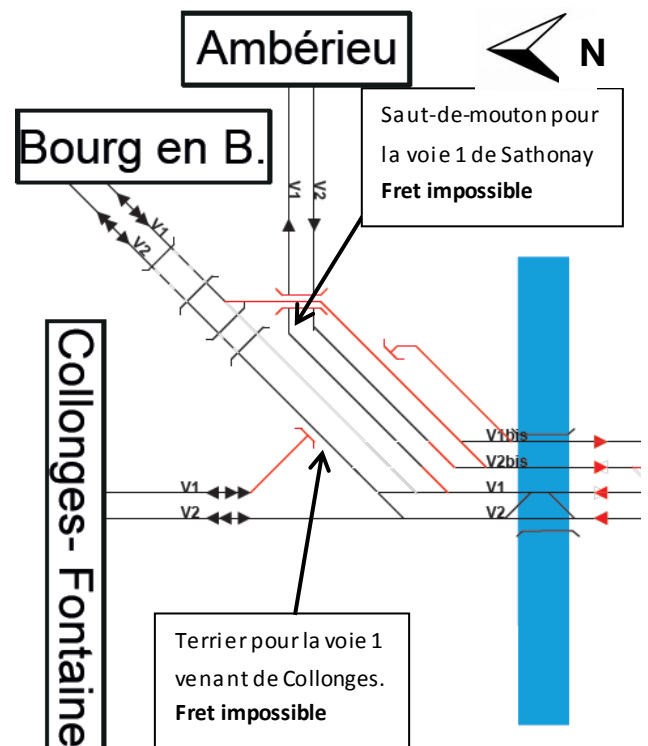 Ambérieu
N
Bourg en B.
Saut-de-mouton pour
la voie 1 de Sathonay
Fret impossible
V1
V2
V1
V2
Collonges- Fontaine
V1bis
V2bis
V1
V1
V2
V2
Terrier pour la voie 1
venant de Collonges.
Fret impossible